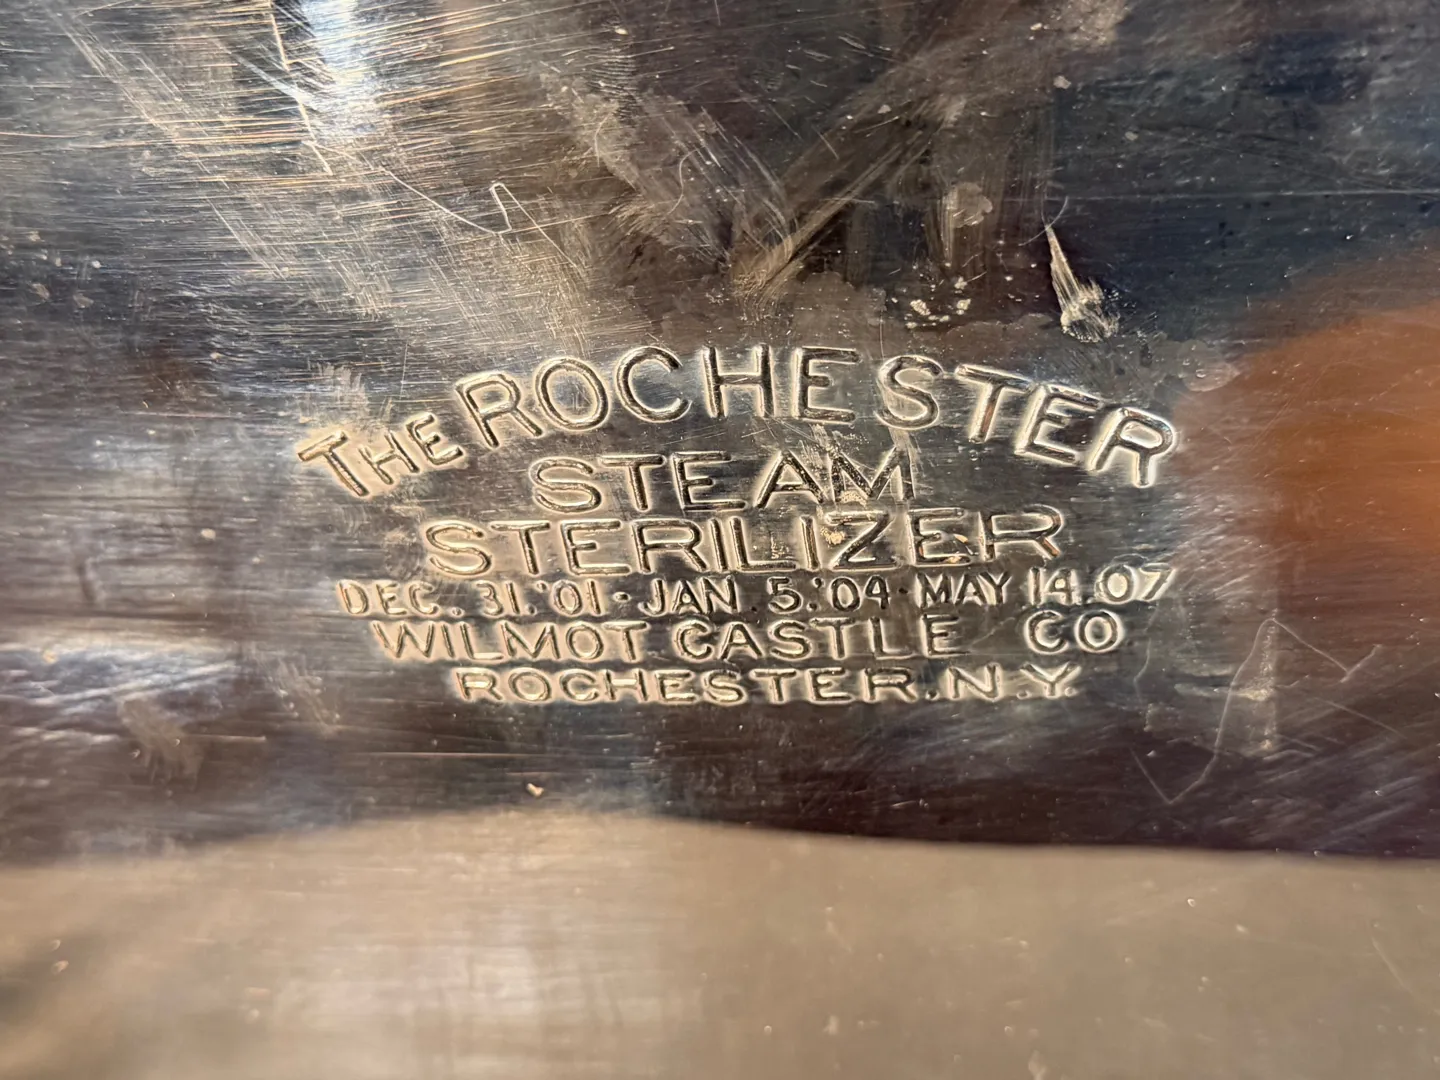 THE ROCHESTER
STEAM
STERILIZER
DEC. 31.'01 · JAN. 5.'04 · MAY 14.07
WILMOT CASTLE CO
ROCHESTER.N.Y.